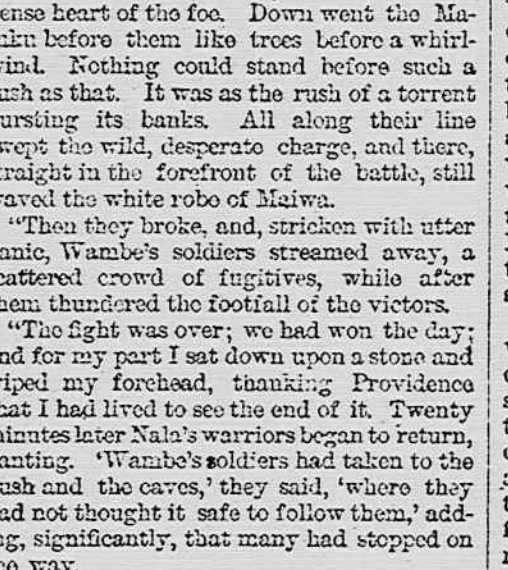 ense heart of the foe. Down went the Ma-
uku before them like trees before a whirl-
ind. Nothing could stand before such a
ush as that. It was as the rush of a torrent
ursting its banks. All along their line
wept the wild, desperate charge, and there,
traight in the forefront of the battle, still
aved the white robe of Maiwa.
"Then they broke, and, stricken with utter
anic, Wambe's soldiers streamed away, a
cattered crowd of fugitives, while after
hem thundered the footfall of the victors.
"The fight was over; we had won the day;
nd for my part I sat down upon a stone and
iped my forehead, thanking Providence
hat I had lived to see the end of it. Twenty
inutes later Nala's warriors began to return,
anting. 'Wambe's soldiers had taken to the
ush and the caves,' they said, 'where they
ad not thought it safe to follow them,' add-
ng, significantly, that many had stopped on
he way.